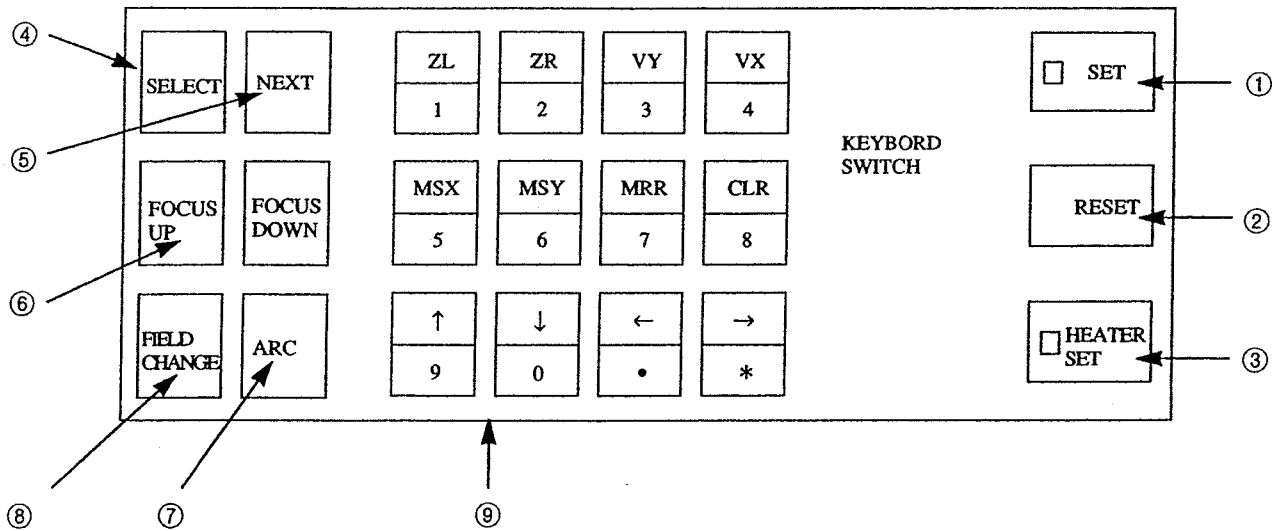 ④
SELECT
NEXT
ZL
1
ZR
2
VY
3
VX
4
SET
①
⑤
KEYBORD
SWITCH
FOCUS
UP
FOCUS
DOWN
MSX
5
MSY
6
MRR
7
CLR
8
RESET
②
⑥
FIELD
CHANGE
ARC
↑
9
↓
0
←
•
→
*
HEATER
SET
③
⑧
⑦
⑨